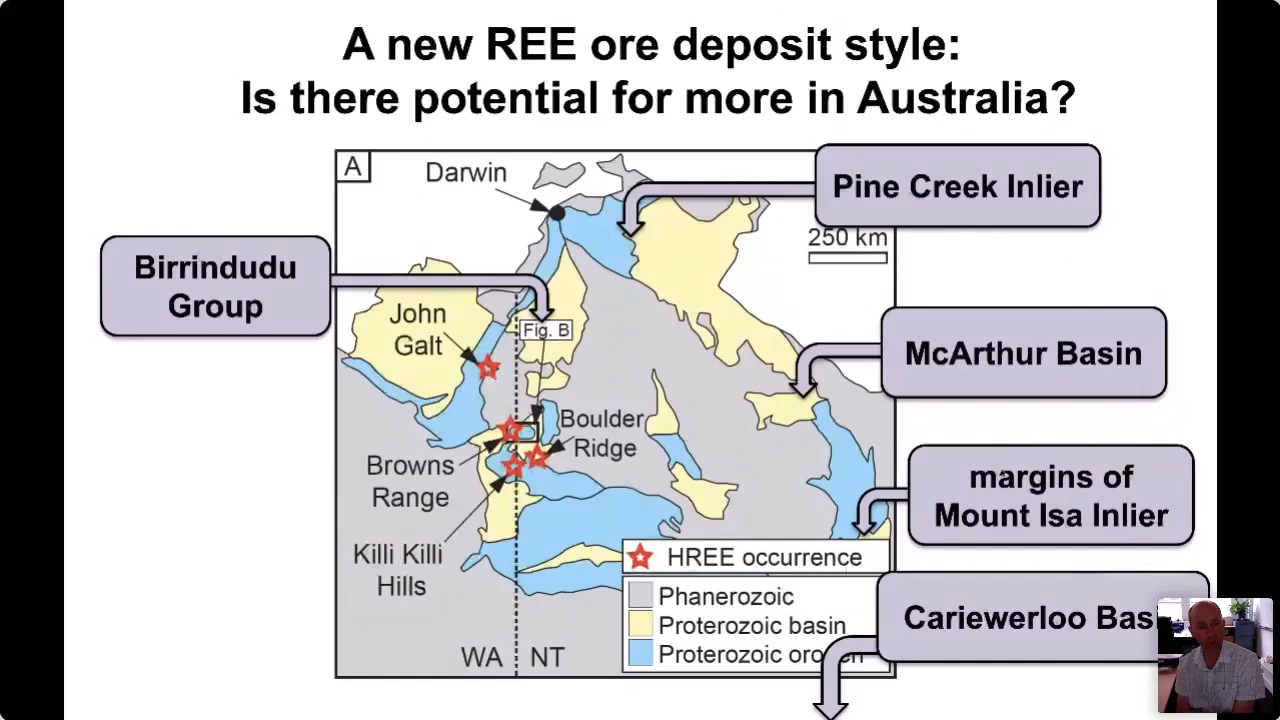 A new REE ore deposit style:
Is there potential for more in Australia?
A
Darwin
Pine Creek Inlier
250 km
Birrindudu
Group
John
Galt
Fig. B
McArthur Basin
Boulder
Ridge
Browns
Range
margins of
Mount Isa Inlier
Killi Killi
Hills
HREE occurrence
Phanerozoic
Proterozoic basin
Proterozoic
Cariewerloo
WA
NT